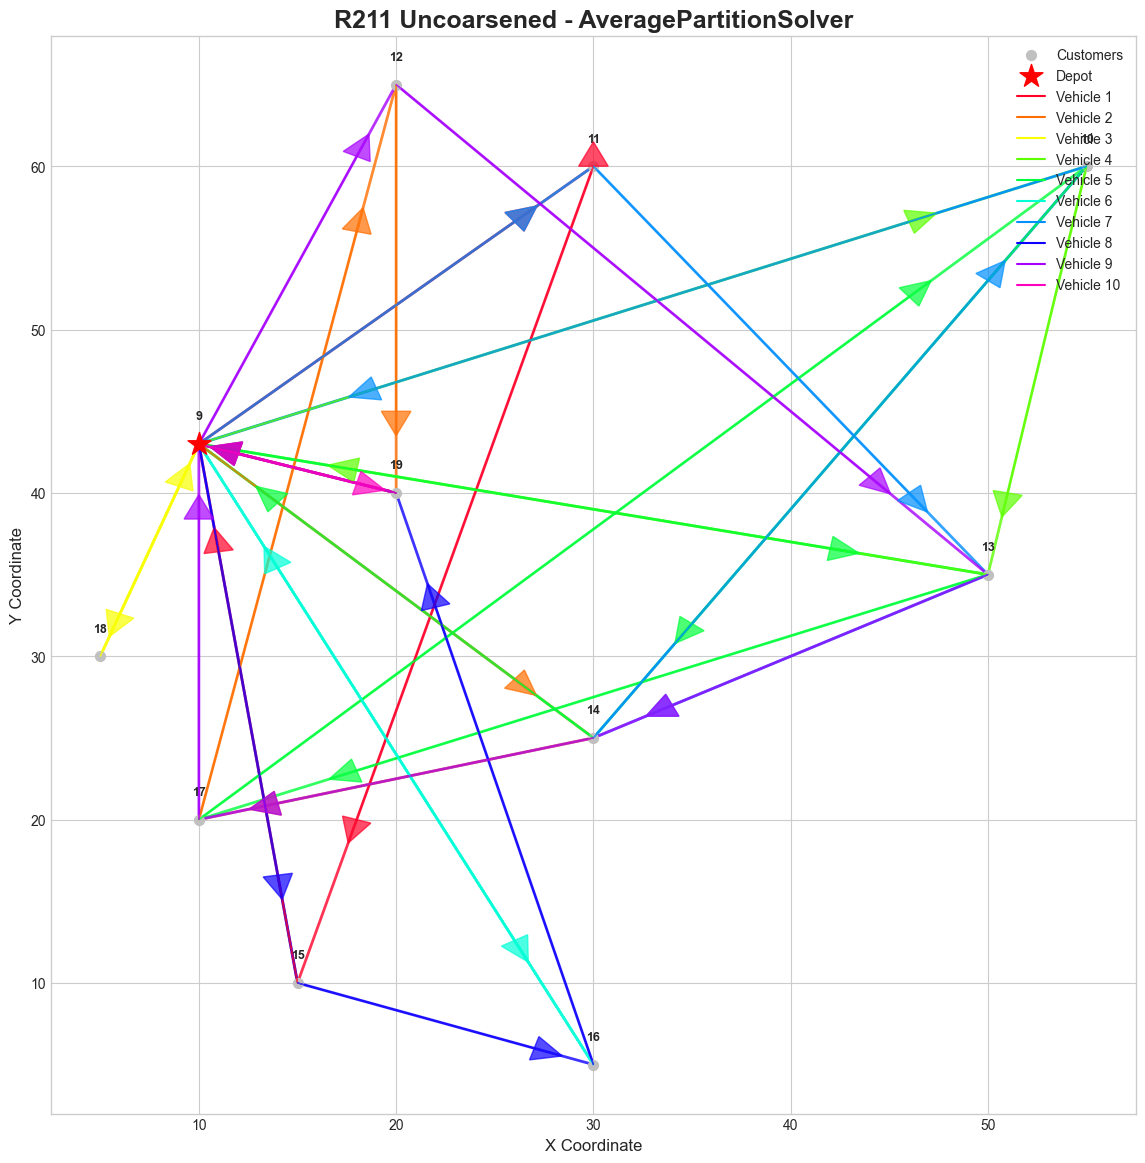 R211 Uncoarsened - AveragePartitionSolver
12
Customers
Depot
Vehicle 1
Vehicle 2
Vehicle 3
Vehicle 4
Vehicle 5
Vehicle 6
Vehicle 7
Vehicle 8
Vehicle 9
Vehicle 10
11
10
9
19
13
18
14
17
15
16
60
50
40
30
20
10
Y Coordinate
10
20
30
40
50
X Coordinate